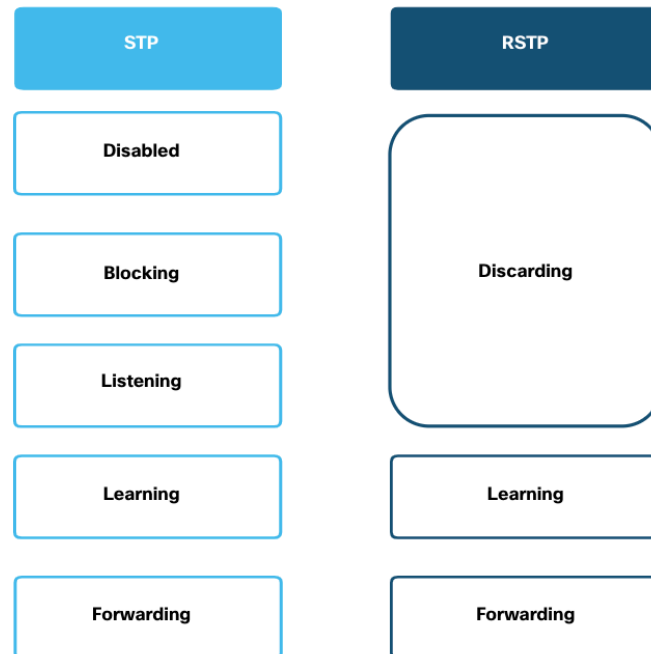 STP
Disabled
Blocking
Listening
Learning
Forwarding
RSTP
Discarding
Learning
Forwarding